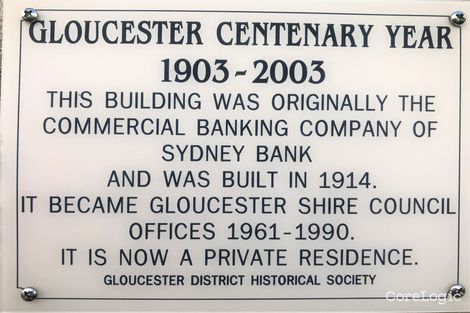 GLOUCESTER CENTENARY YEAR
1903-2003
THIS BUILDING WAS ORIGINALLY THE
COMMERCIAL BANKING COMPANY OF
SYDNEY BANK
AND WAS BUILT IN 1914.
IT BECAME GLOUCESTER SHIRE COUNCIL
OFFICES 1961-1990.
IT IS NOW A PRIVATE RESIDENCE.
GLOUCESTER DISTRICT HISTORICAL SOCIETY
CoreLogic